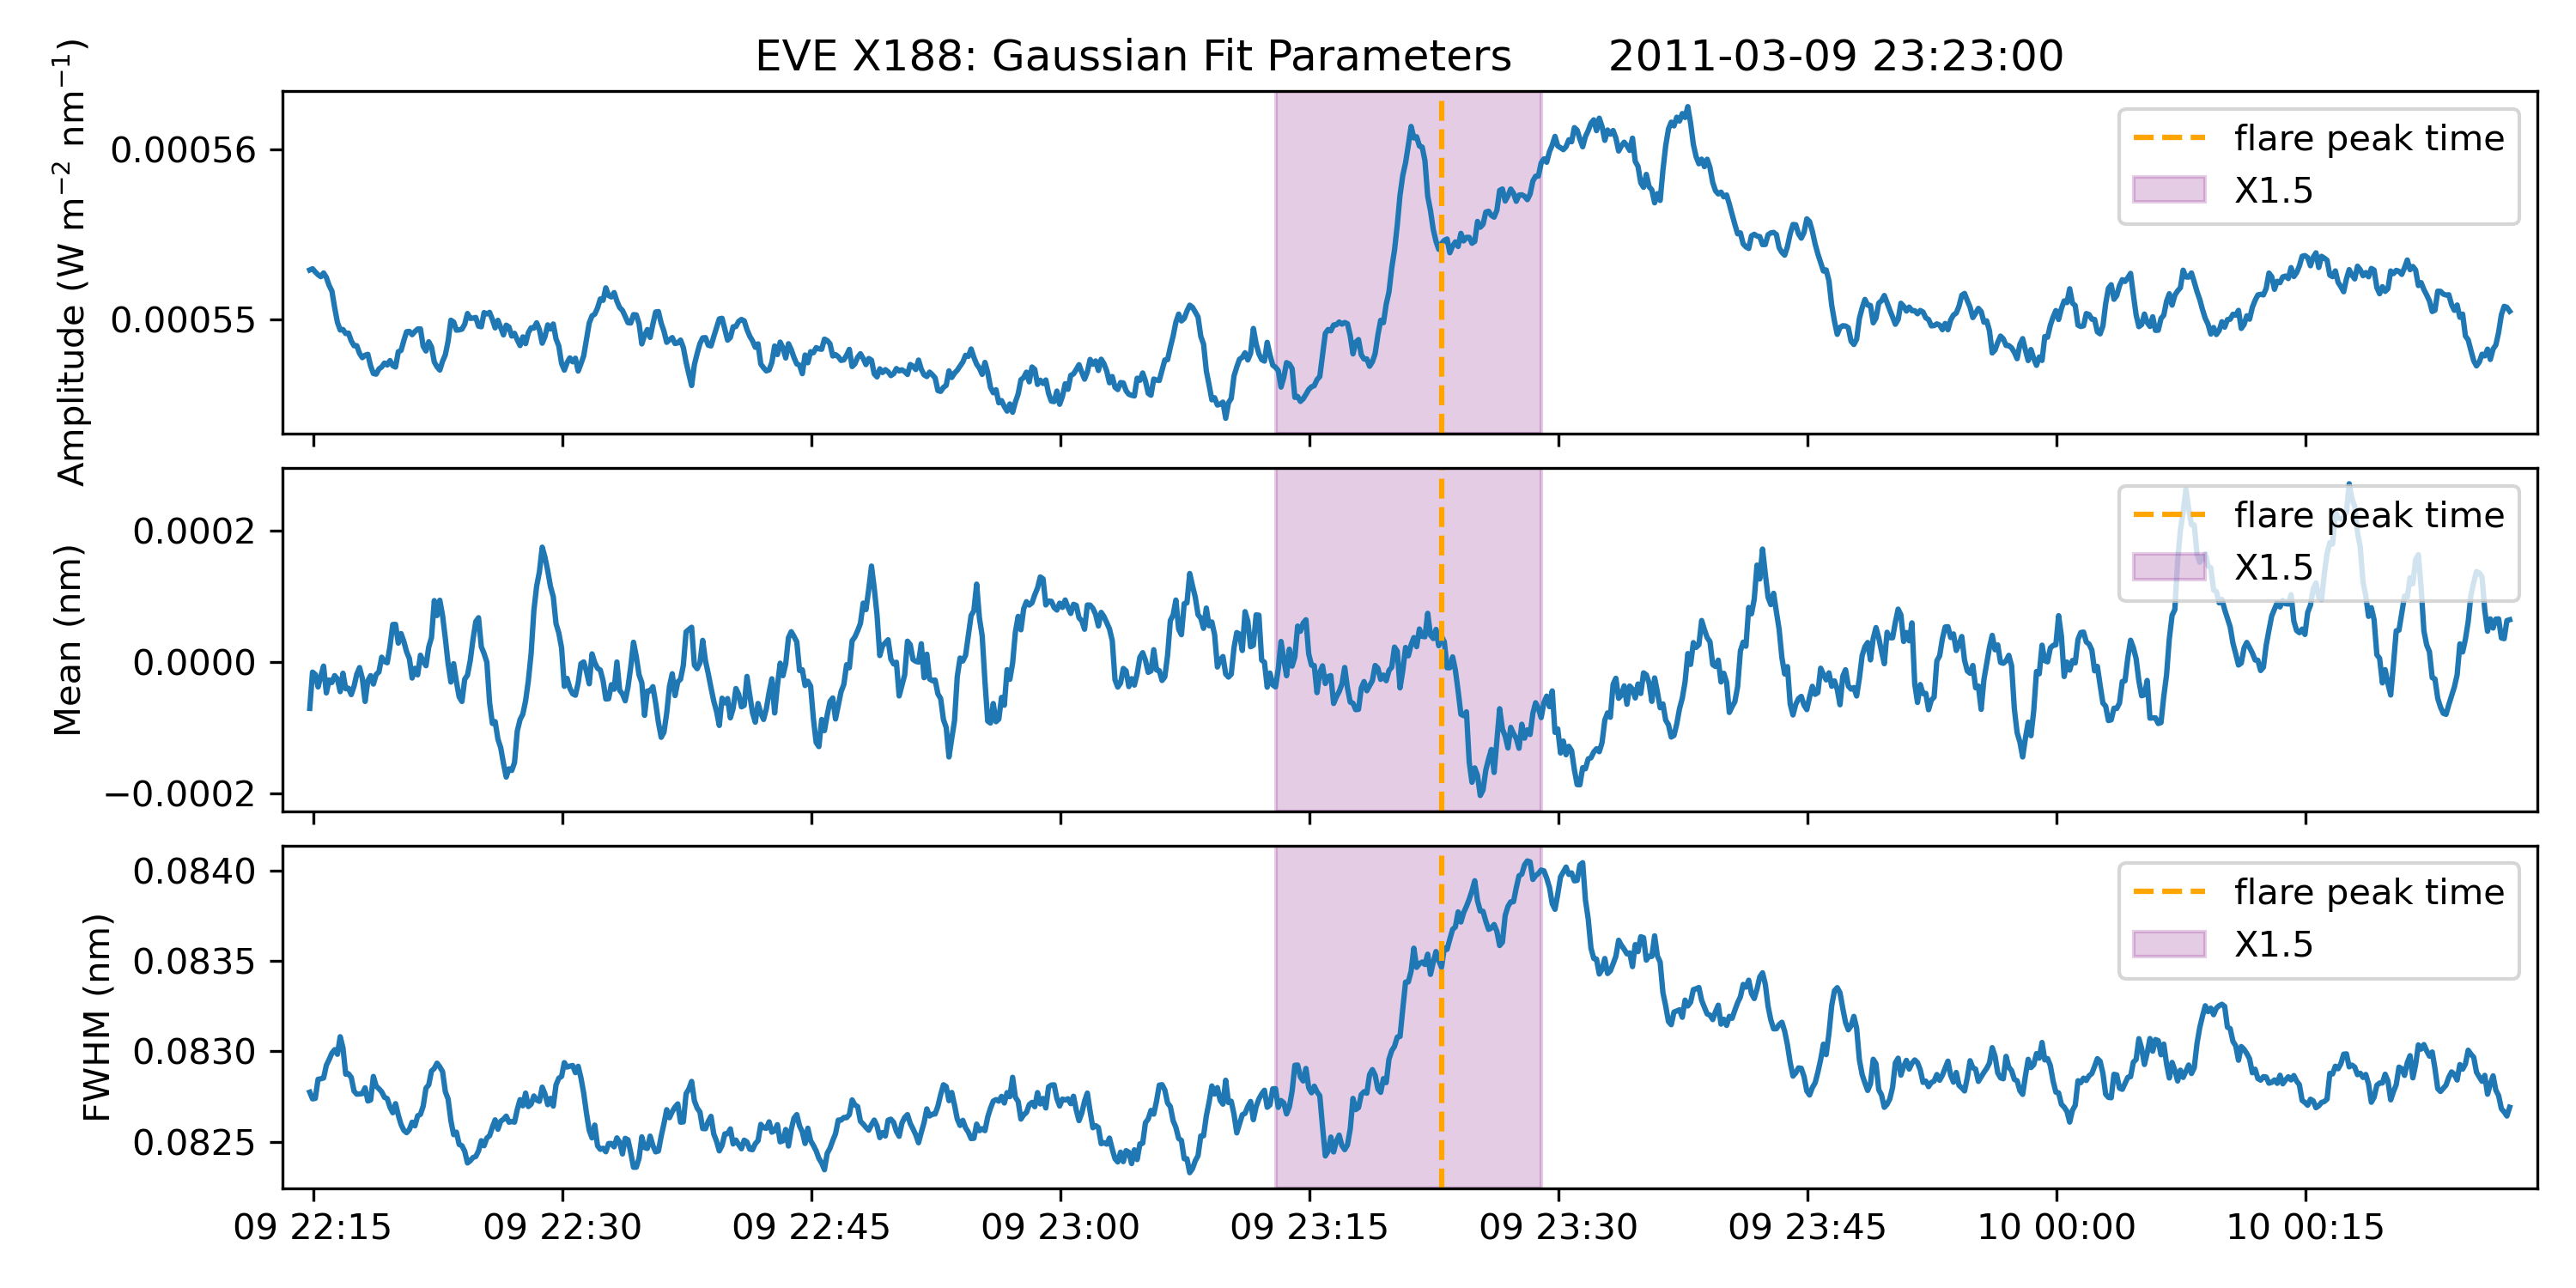 EVE X188: Gaussian Fit Parameters 2011-03-09 23:23:00
Amplitude (W m⁻² nm⁻¹)
0.00056
0.00055
flare peak time
X1.5
Mean (nm)
0.0002
0.0000
−0.0002
flare peak time
X1.5
FWHM (nm)
0.0840
0.0835
0.0830
0.0825
flare peak time
X1.5
09 22:15 09 22:30 09 22:45 09 23:00 09 23:15 09 23:30 09 23:45 10 00:00 10 00:15